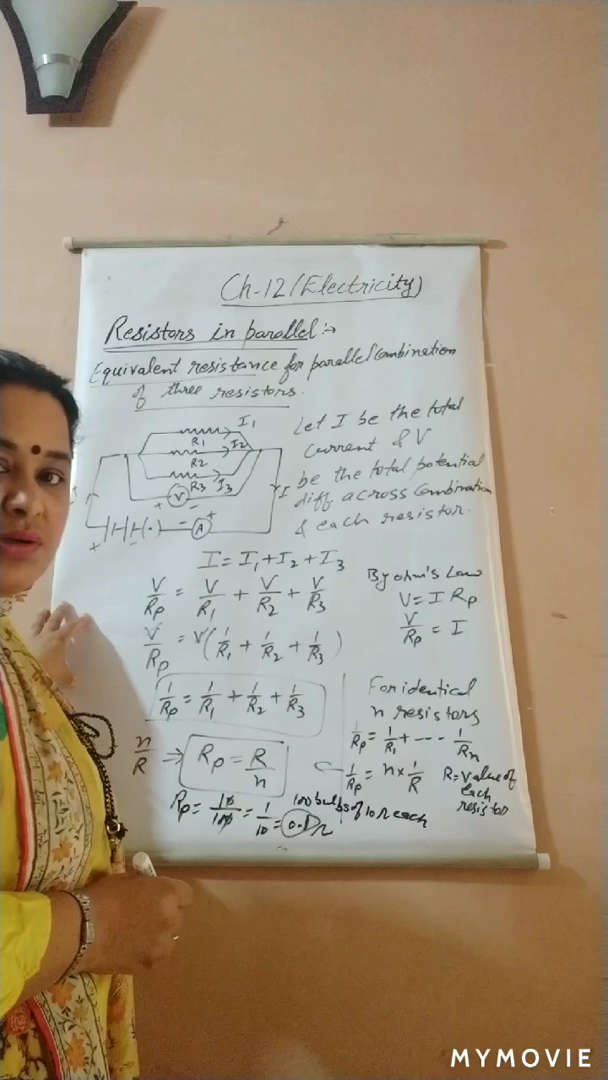 Ch-12 (Electricity)
Resistors in parallel :→
Equivalent resistance for parallel Combination
of three resistors.
I1
R1
I2
R2
R3
I3
+ V -
I
+ - ( . ) - A +
Let I be the total
current & V
be the total potential
diff across Combination
& each resistor.
I = I1 + I2 + I3
V/Rp = V/R1 + V/R2 + V/R3
V/Rp = V(1/R1 + 1/R2 + 1/R3)
1/Rp = 1/R1 + 1/R2 + 1/R3
n/R → Rp = R/n
Rp = 10/100 = 1/10 = 0.1 Ω
By ohm's Law
V = I Rp
V/Rp = I
For identical
n resistors
1/Rp = 1/R1 + --- 1/Rn
1/Rp = n × 1/R
R = Value of
each
resistor
100 bulbs of 10 Ω each
MYMOVIE